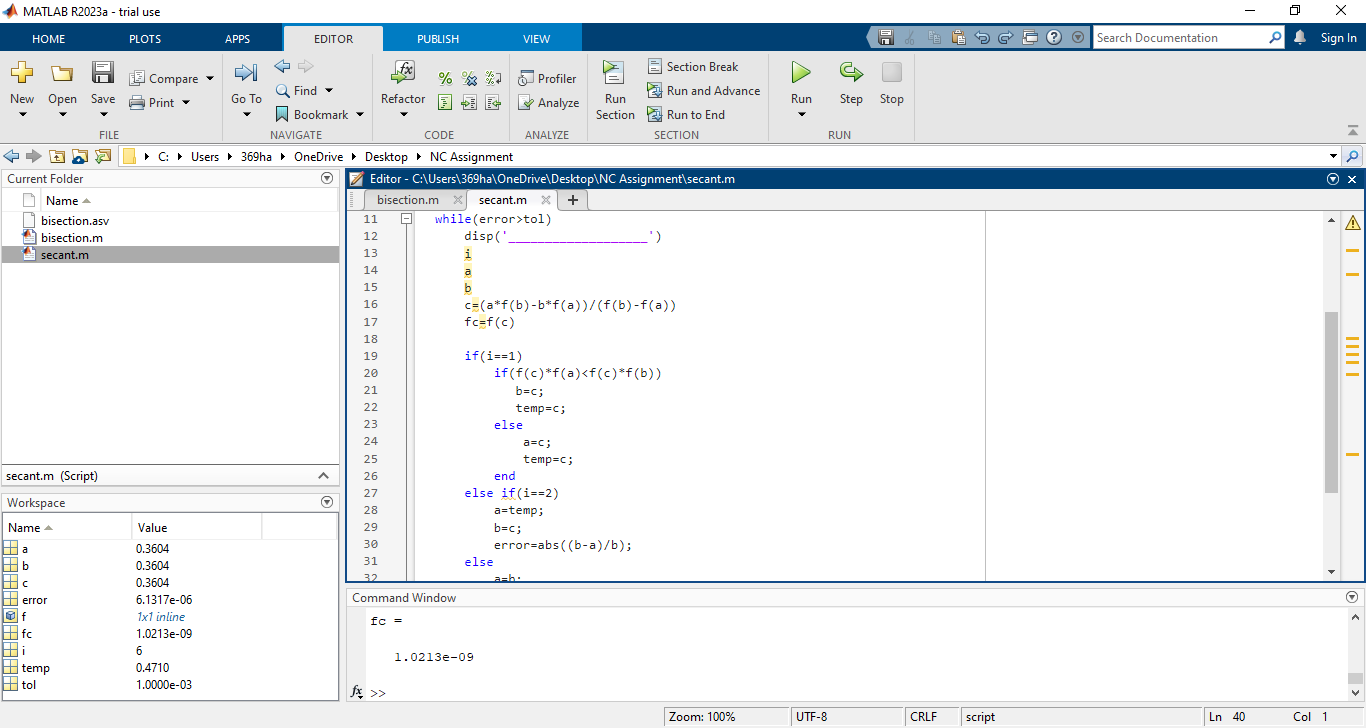 MATLAB R2023a - trial use
HOME PLOTS APPS EDITOR PUBLISH VIEW Search Documentation Sign In
New Open Save Compare Print FILE
Go To Find Bookmark NAVIGATE
Refactor CODE
Profiler Analyze ANALYZE
Run Section Section Break Run and Advance Run to End SECTION
Run Step Stop RUN
C: Users 369ha OneDrive Desktop NC Assignment
Current Folder
Name
bisection.asv
bisection.m
secant.m
secant.m (Script)
Workspace
Name Value
a 0.3604
b 0.3604
c 0.3604
error 6.1317e-06
f 1x1 inline
fc 1.0213e-09
i 6
temp 0.4710
tol 1.0000e-03
Editor - C:\Users\369ha\OneDrive\Desktop\NC Assignment\secant.m
bisection.m secant.m +
11 while(error>tol)
12 disp('___________________')
13 i
14 a
15 b
16 c=(a*f(b)-b*f(a))/(f(b)-f(a))
17 fc=f(c)
18
19 if(i==1)
20 if(f(c)*f(a)<f(c)*f(b))
21 b=c;
22 temp=c;
23 else
24 a=c;
25 temp=c;
26 end
27 else if(i==2)
28 a=temp;
29 b=c;
30 error=abs((b-a)/b);
31 else
32 a=b;
Command Window
fc =
1.0213e-09
fx >>
Zoom: 100% UTF-8 CRLF script Ln 40 Col 1